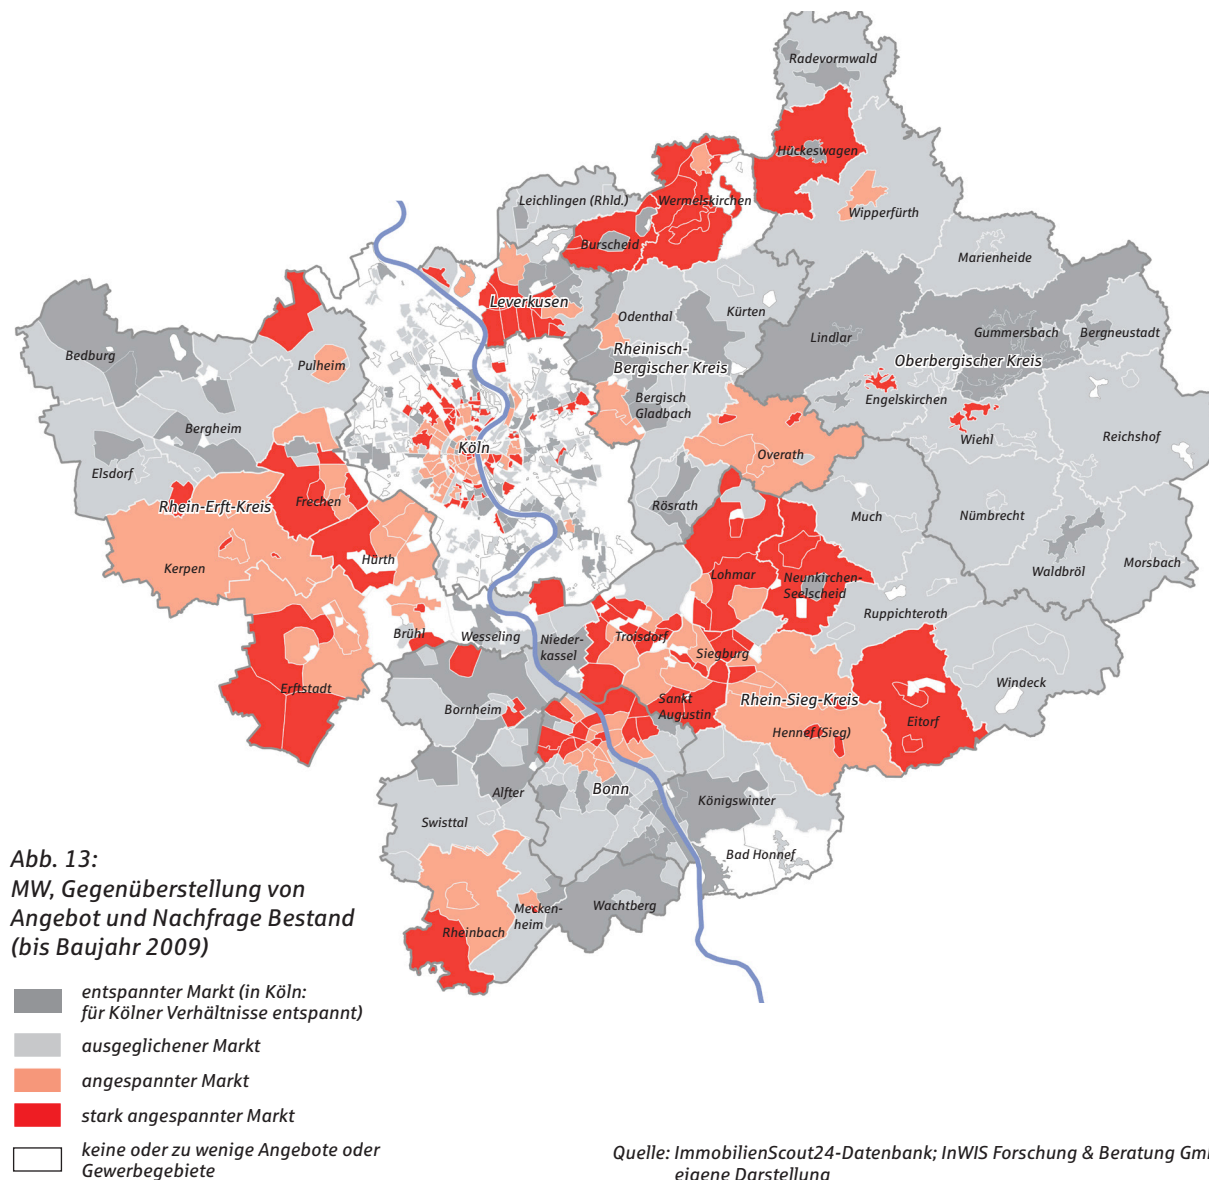 Radevormwald
Hückeswagen
Leichlingen (Rhld.)
Wermelskirchen
Wipperfürth
Burscheid
Marienheide
Leverkusen
Odenthal
Kürten
Lindlar
Gummersbach
Bergneustadt
Bedburg
Pulheim
Rheinisch-
Bergischer Kreis
Oberbergischer Kreis
Bergisch
Gladbach
Engelskirchen
Bergheim
Köln
Wiehl
Reichshof
Elsdorf
Overath
Rhein-Erft-Kreis
Frechen
Rösrath
Much
Nümbrecht
Kerpen
Hürth
Lohmar
Neunkirchen-
Seelscheid
Waldbröl
Morsbach
Ruppichteroth
Brühl
Wesseling
Nieder-
kassel
Troisdorf
Siegburg
Erftstadt
Windeck
Bornheim
Sankt
Augustin
Rhein-Sieg-Kreis
Eitorf
Hennef (Sieg)
Alfter
Bonn
Königswinter
Swisttal
Bad Honnef
Meckenheim
Wachtberg
Rheinbach
Abb. 13:
MW, Gegenüberstellung von
Angebot und Nachfrage Bestand
(bis Baujahr 2009)
entspannter Markt (in Köln:
für Kölner Verhältnisse entspannt)
ausgeglichener Markt
angespannter Markt
stark angespannter Markt
keine oder zu wenige Angebote oder
Gewerbegebiete
Quelle: ImmobilienScout24-Datenbank; InWIS Forschung & Beratung
eigene Darstellung